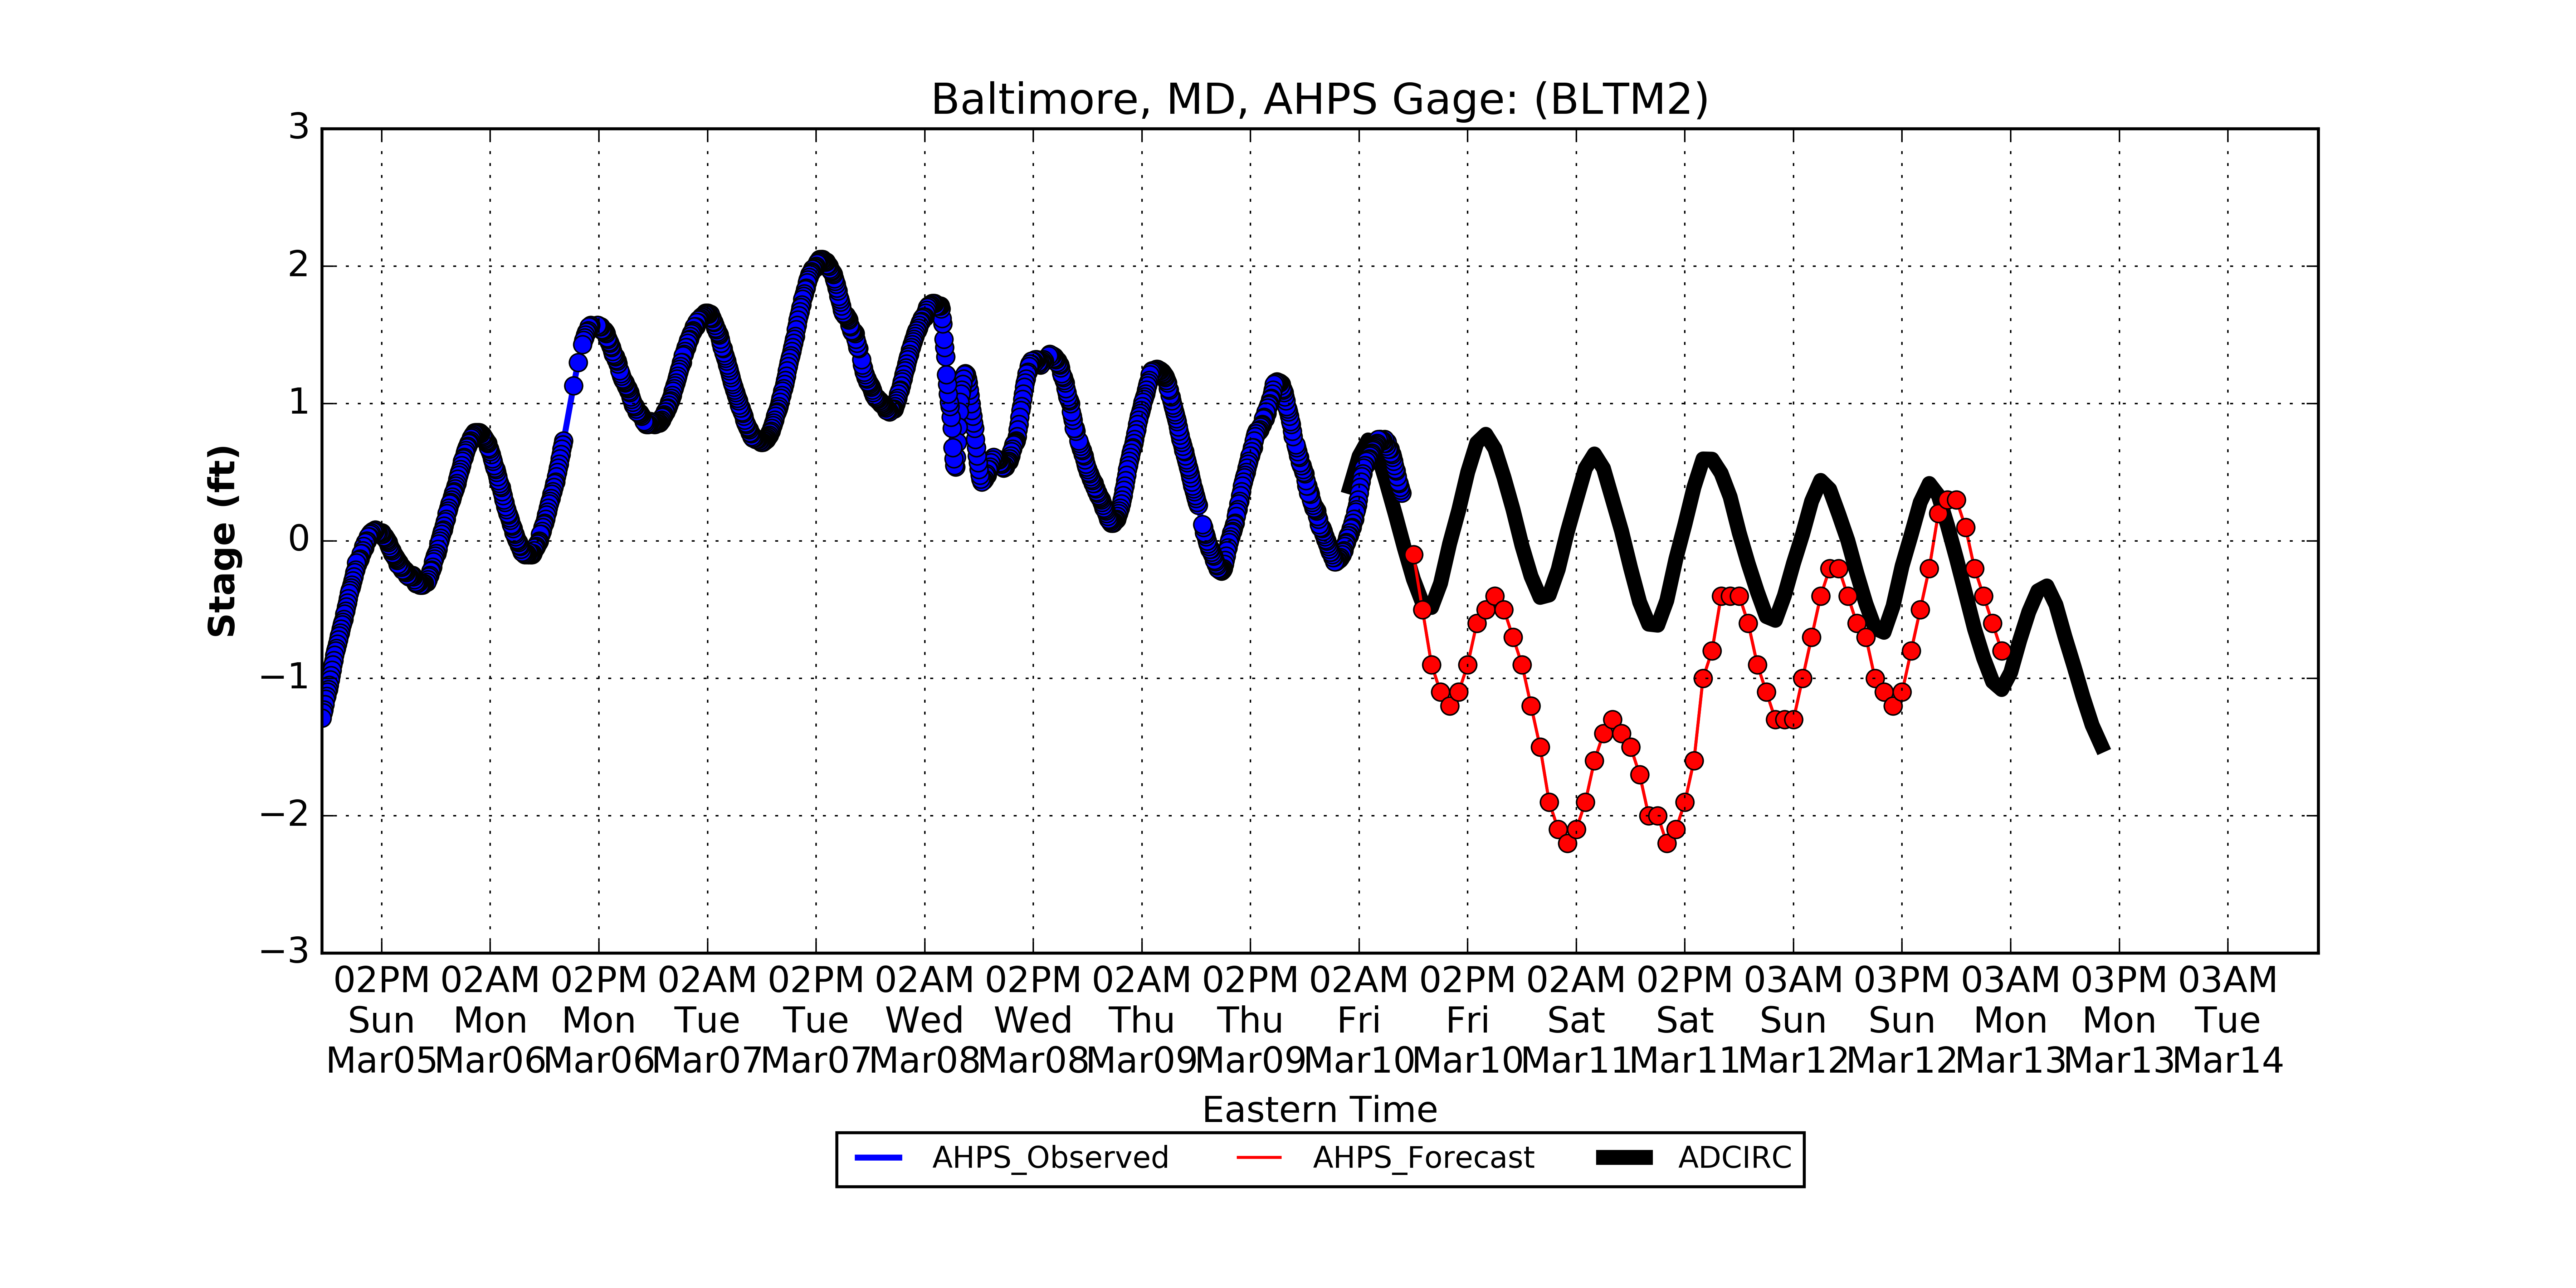 Baltimore, MD, AHPS Gage: (BLTM2)
3
2
1
0
−1
−2
−3
Stage (ft)
02PM 02AM 02PM 02AM 02PM 02AM 02PM 02AM 02PM 02AM 02PM 02AM 02PM 03AM 03PM 03AM 03PM 03AM
Sun Mon Mon Tue Tue Wed Wed Thu Thu Fri Fri Sat Sat Sun Sun Mon Mon Tue
Mar05 Mar06 Mar06 Mar07 Mar07 Mar08 Mar08 Mar09 Mar09 Mar10 Mar10 Mar11 Mar11 Mar12 Mar12 Mar13 Mar13 Mar14
Eastern Time
AHPS_Observed AHPS_Forecast ADCIRC